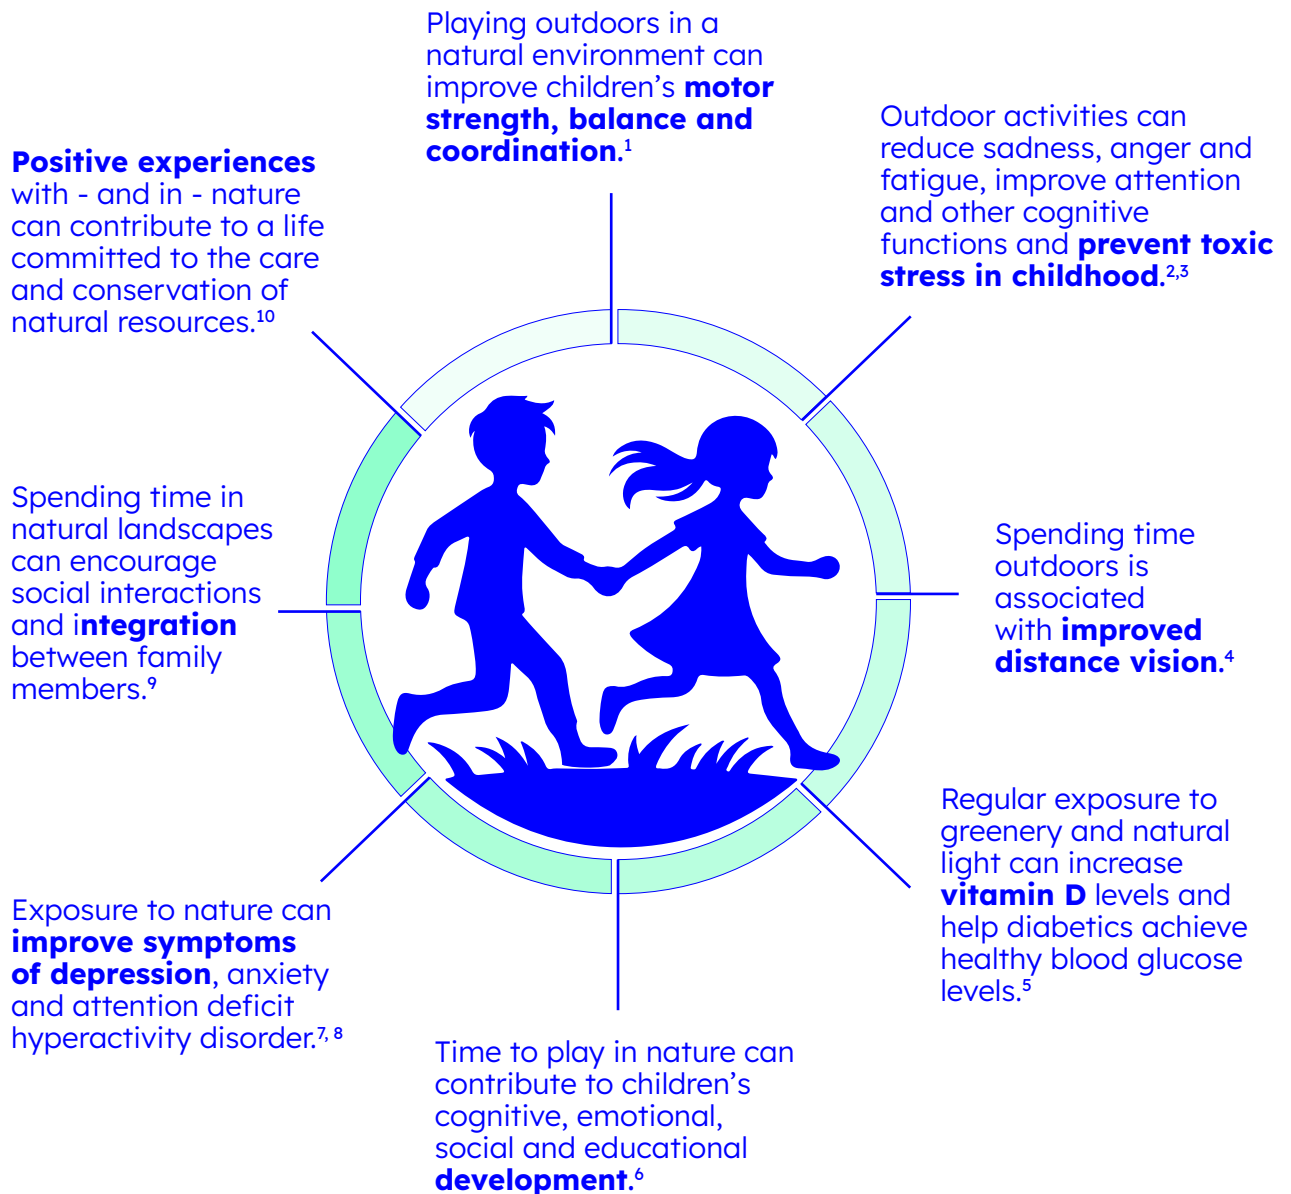 Playing outdoors in a
natural environment can
improve children’s motor
strength, balance and
coordination.1
Outdoor activities can
reduce sadness, anger and
fatigue, improve attention
and other cognitive
functions and prevent toxic
stress in childhood.2,3
Spending time
outdoors is
associated
with improved
distance vision.4
Regular exposure to
greenery and natural
light can increase
vitamin D levels and
help diabetics achieve
healthy blood glucose
levels.5
Time to play in nature can
contribute to children’s
cognitive, emotional,
social and educational
development.6
Exposure to nature can
improve symptoms
of depression, anxiety
and attention deficit
hyperactivity disorder.7, 8
Spending time in
natural landscapes
can encourage
social interactions
and integration
between family
members.9
Positive experiences
with - and in - nature
can contribute to a life
committed to the care
and conservation of
natural resources.10